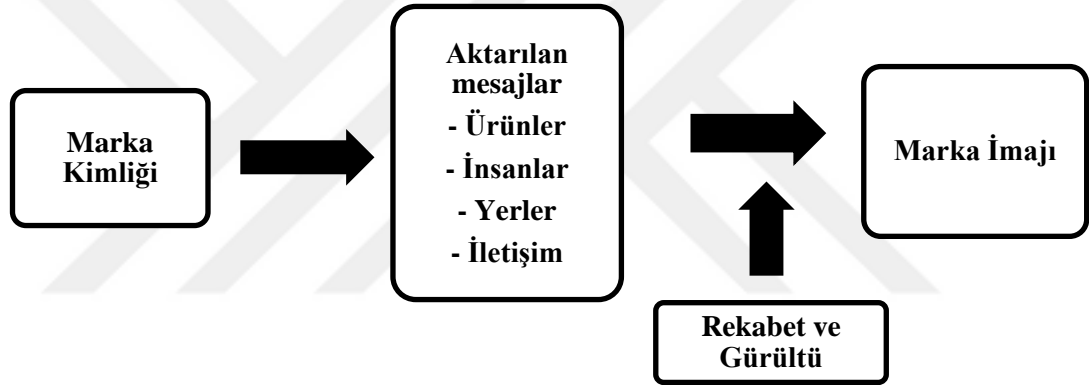 Marka
Kimliği
Aktarılan
mesajlar
- Ürünler
- İnsanlar
- Yerler
- İletişim
Marka İmajı
Rekabet ve
Gürültü